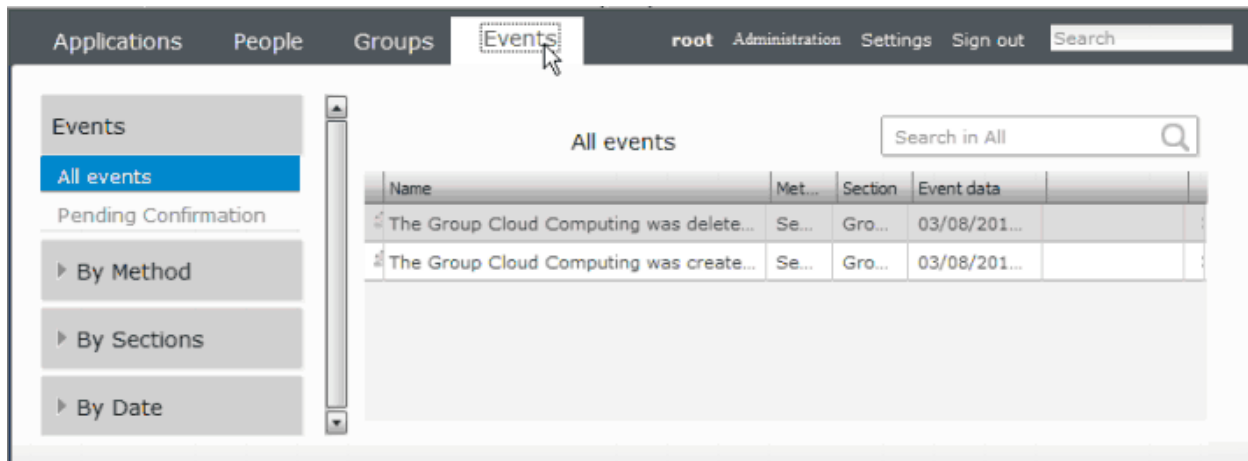 Applications People Groups Events root Administration Settings Sign out Search
Events
All events
Pending Confirmation
By Method
By Sections
By Date
All events
Search in All
Name Met... Section Event data
The Group Cloud Computing was delete... Se... Gro... 03/08/201...
The Group Cloud Computing was create... Se... Gro... 03/08/201...